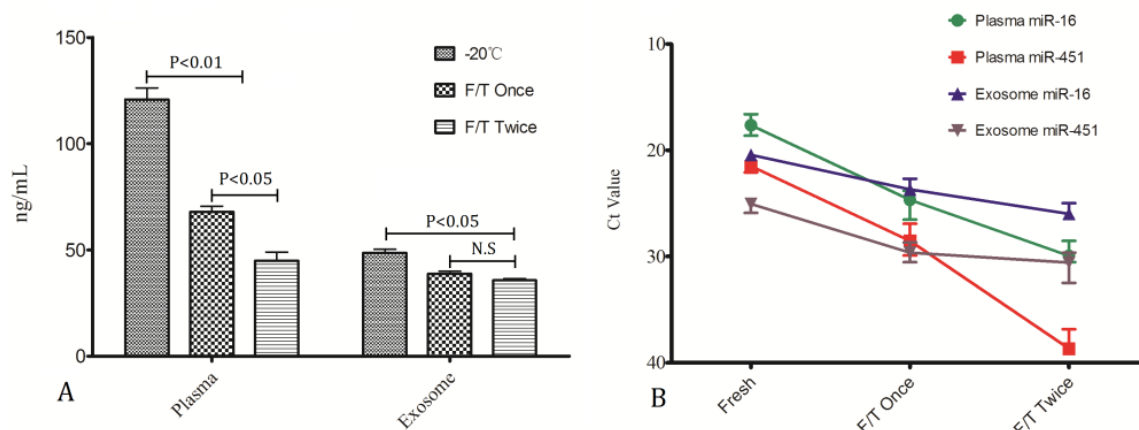 150
100
50
0
ng/mL
P<0.01
P<0.05
P<0.05
N.S
-20℃
F/T Once
F/T Twice
Plasma
Exosome
A
Plasma miR-16
Plasma miR-451
Exosome miR-16
Exosome miR-451
10
20
30
40
Ct Value
Fresh
F/T Once
F/T Twice
B